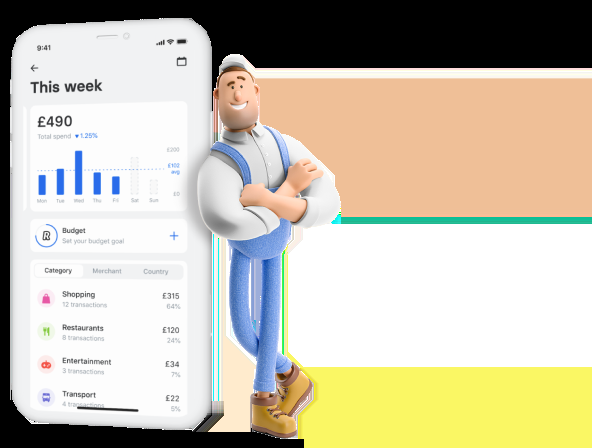 9:41
This week
£490
Total spend ▾ 1.25%
£200
£102
avg
£0
Mon Tue Wed Thu Fri Sat Sun
Budget
Set your budget goal
Category Merchant Country
Shopping £315
12 transactions 64%
Restaurants £120
8 transactions 24%
Entertainment £34
3 transactions 7%
Transport £22
4 transactions 5%